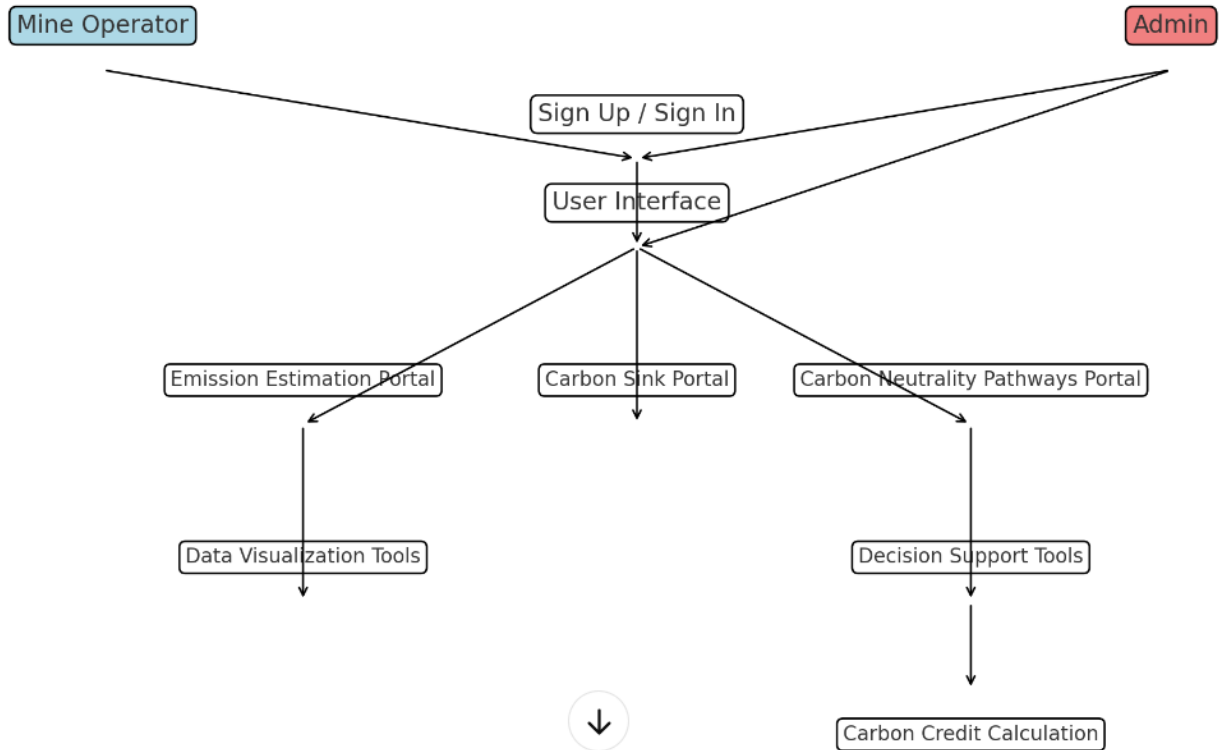 Mine Operator
Admin
Sign Up / Sign In
User Interface
Emission Estimation Portal
Carbon Sink Portal
Carbon Neutrality Pathways Portal
Data Visualization Tools
Decision Support Tools
Carbon Credit Calculation